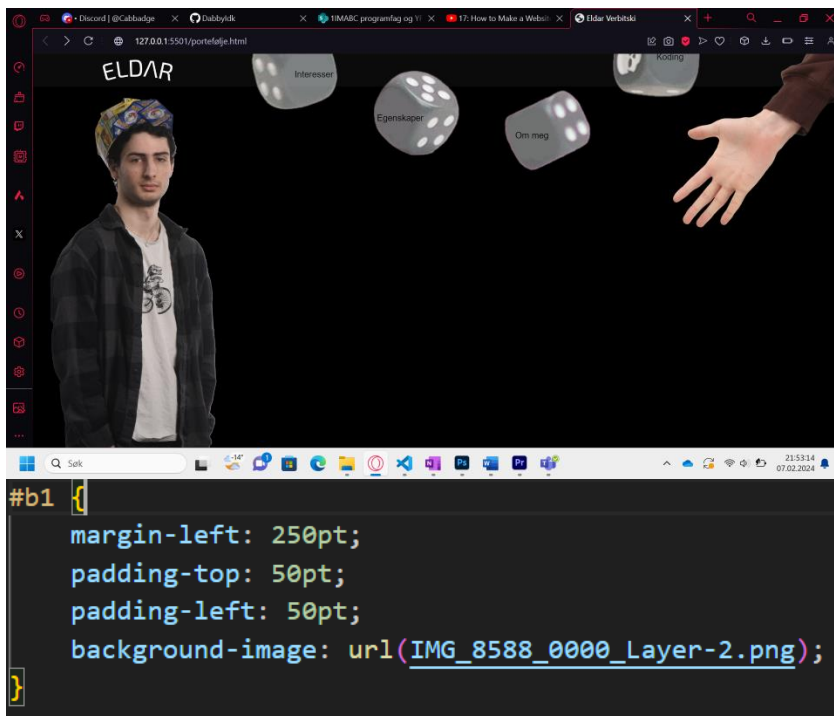 Discord | @Cabbadge
DabbyIdk
1IMABC programfag og Yf
17: How to Make a Websit
Eldar Verbitski
127.0.0.1:5501/portefølje.html
ELDΛR
Interesser
Koding
Egenskaper
Om meg
Søk
-14°
21:53:14
07.02.2024
#b1 {
margin-left: 250pt;
padding-top: 50pt;
padding-left: 50pt;
background-image: url(IMG_8588_0000_Layer-2.png);
}